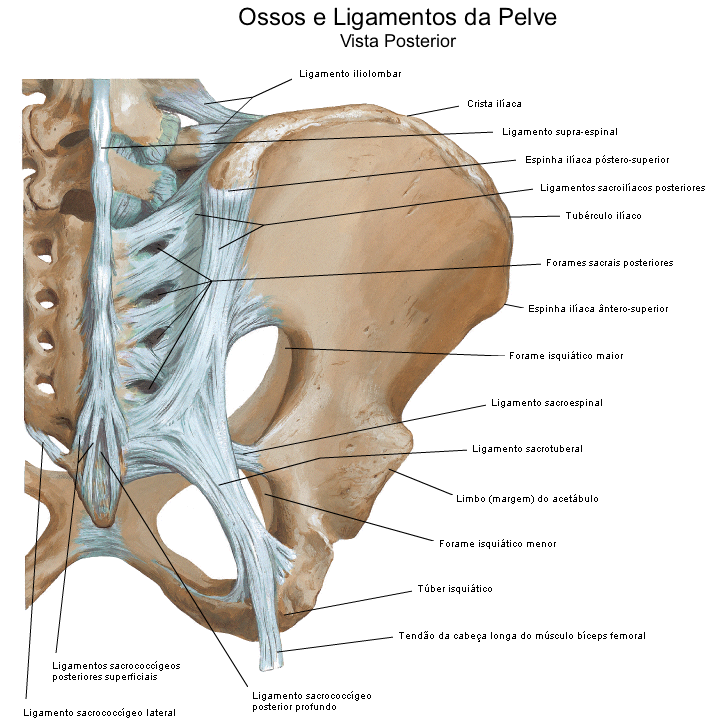 Ossos e Ligamentos da Pelve
Vista Posterior
Ligamento iliolombar
Crista ilíaca
Ligamento supra-espinal
Espinha ilíaca póstero-superior
Ligamentos sacroilíacos posteriores
Tubérculo ilíaco
Forames sacrais posteriores
Espinha ilíaca ântero-superior
Forame isquiático maior
Ligamento sacroespinal
Ligamento sacrotuberal
Limbo (margem) do acetábulo
Forame isquiático menor
Túber isquiático
Tendão da cabeça longa do músculo bíceps femoral
Ligamentos sacrococcígeos
posteriores superficiais
Ligamento sacrococcígeo
posterior profundo
Ligamento sacrococcígeo lateral